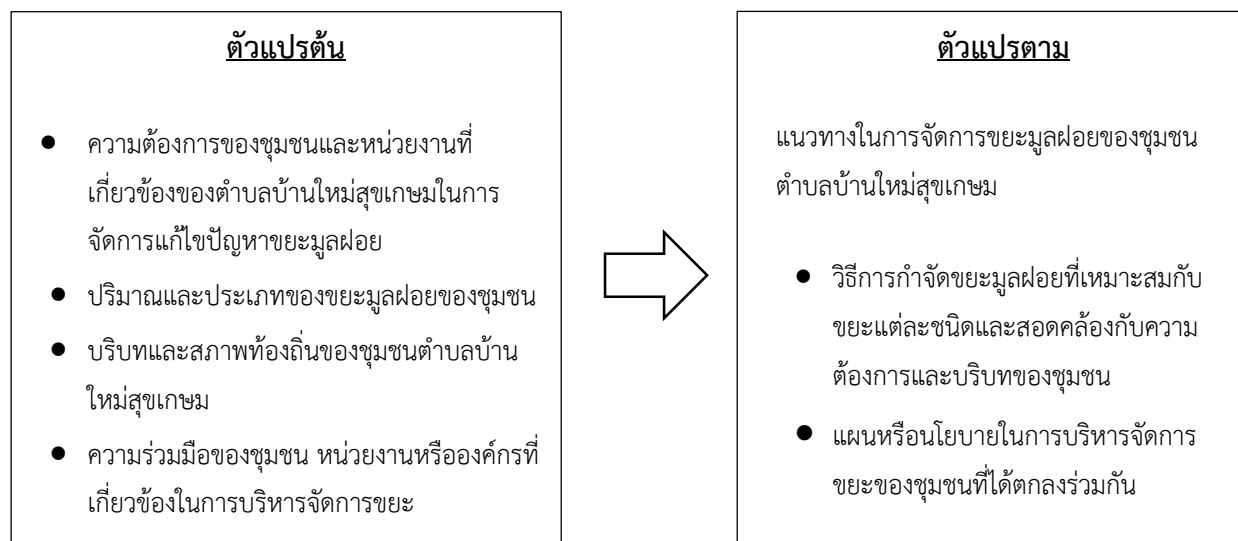 ตัวแปรต้น
● ความต้องการของชุมชนและหน่วยงานที่
เกี่ยวข้องของตำบลบ้านใหม่สุขเกษมในการ
จัดการแก้ไขปัญหาขยะมูลฝอย
● ปริมาณและประเภทของขยะมูลฝอยของชุมชน
● บริบทและสภาพท้องถิ่นของชุมชนตำบลบ้าน
ใหม่สุขเกษม
● ความร่วมมือของชุมชน หน่วยงานหรือองค์กรที่
เกี่ยวข้องในการบริหารจัดการขยะ
ตัวแปรตาม
แนวทางในการจัดการขยะมูลฝอยของชุมชน
ตำบลบ้านใหม่สุขเกษม
● วิธีการกำจัดขยะมูลฝอยที่เหมาะสมกับ
ขยะแต่ละชนิดและสอดคล้องกับความ
ต้องการและบริบทของชุมชน
● แผนหรือนโยบายในการบริหารจัดการ
ขยะของชุมชนที่ได้ตกลงร่วมกัน